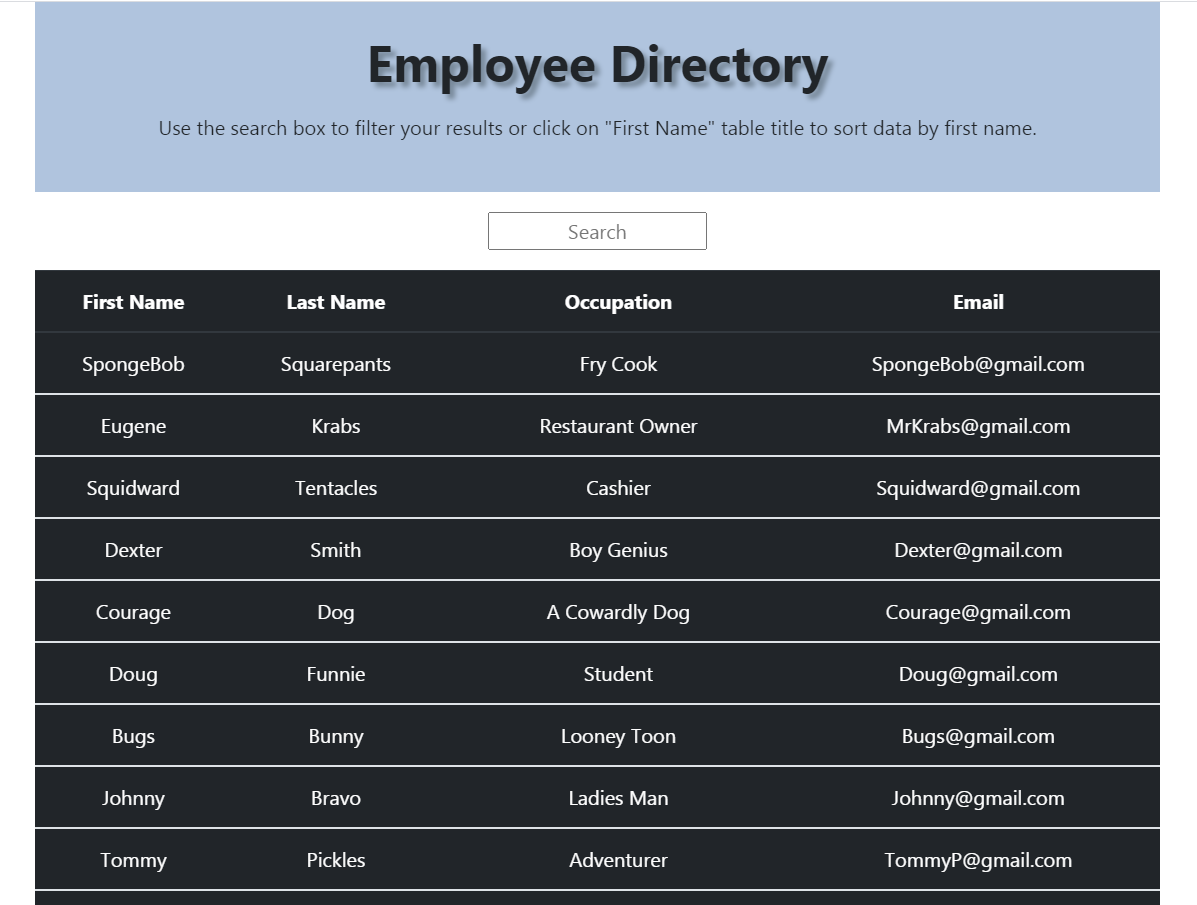 Employee Directory
Use the search box to filter your results or click on "First Name" table title to sort data by first name.
Search
First Name Last Name Occupation Email
SpongeBob Squarepants Fry Cook SpongeBob@gmail.com
Eugene Krabs Restaurant Owner MrKrabs@gmail.com
Squidward Tentacles Cashier Squidward@gmail.com
Dexter Smith Boy Genius Dexter@gmail.com
Courage Dog A Cowardly Dog Courage@gmail.com
Doug Funnie Student Doug@gmail.com
Bugs Bunny Looney Toon Bugs@gmail.com
Johnny Bravo Ladies Man Johnny@gmail.com
Tommy Pickles Adventurer TommyP@gmail.com